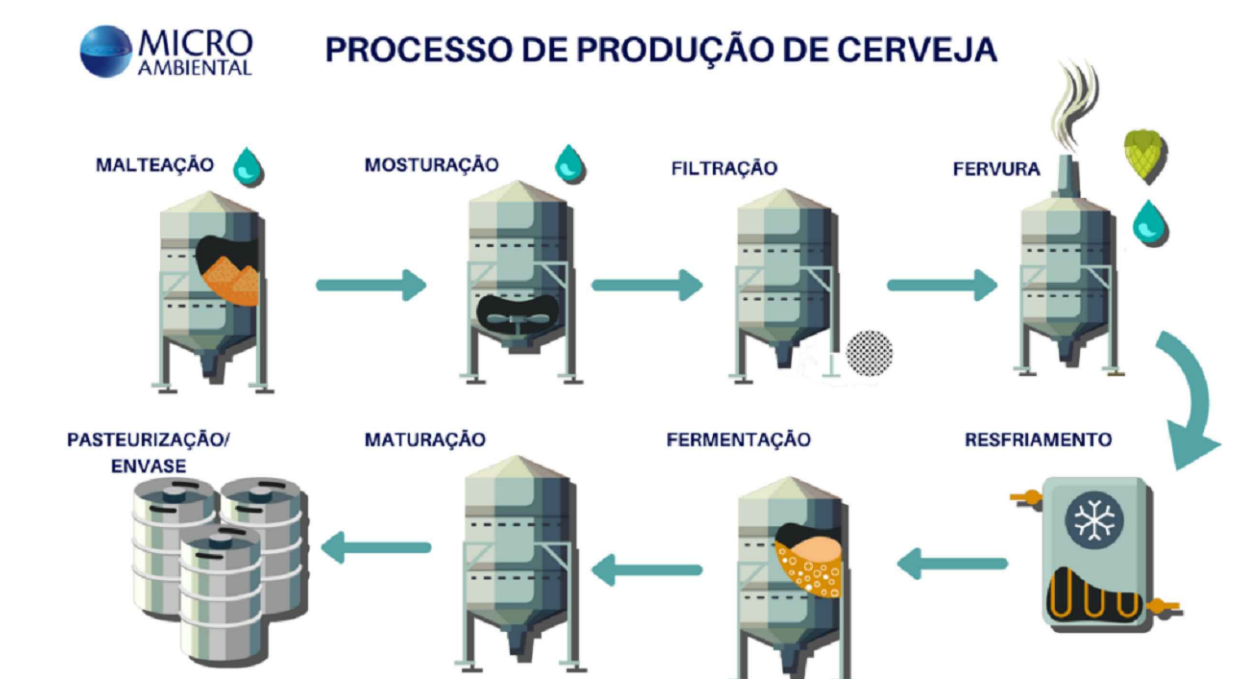 MICRO
AMBIENTAL
PROCESSO DE PRODUÇÃO DE CERVEJA
MALTEAÇÃO
MOSTURAÇÃO
FILTRAÇÃO
FERVURA
PASTEURIZAÇÃO/
ENVASE
MATURAÇÃO
FERMENTAÇÃO
RESFRIAMENTO